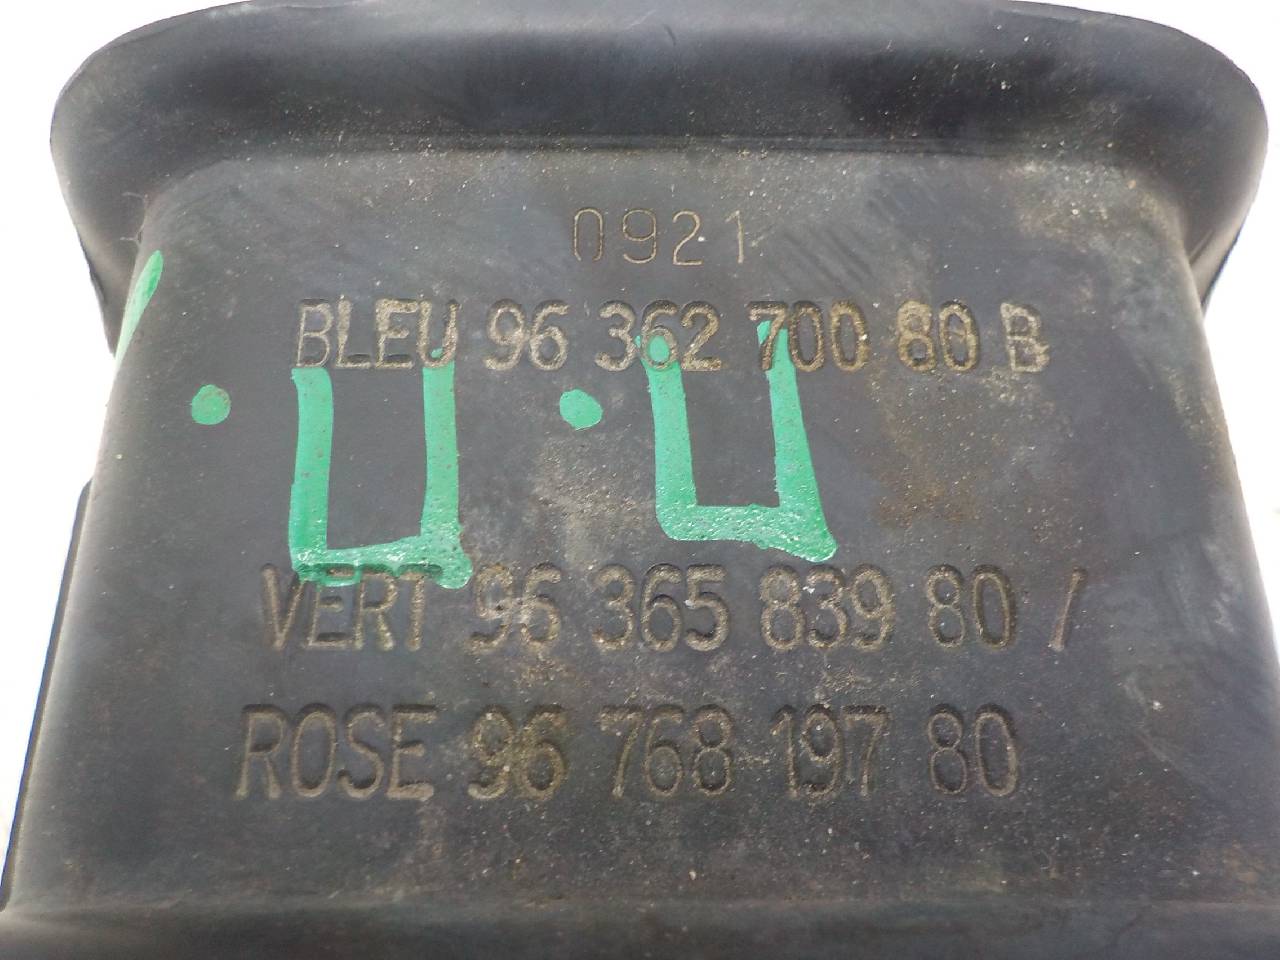 0921
BLEU 96 362 700 80 B
VERT 96 365 839 80 /
ROSE 96 768 197 80